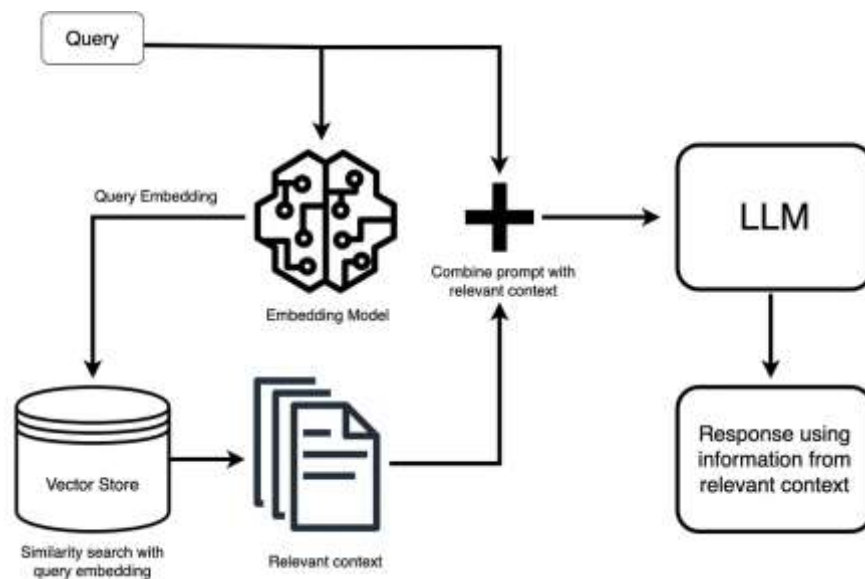 Query
Query Embedding
Embedding Model
Combine prompt with
relevant context
LLM
Vector Store
Similarity search with
query embedding
Relevant context
Response using
information from
relevant context